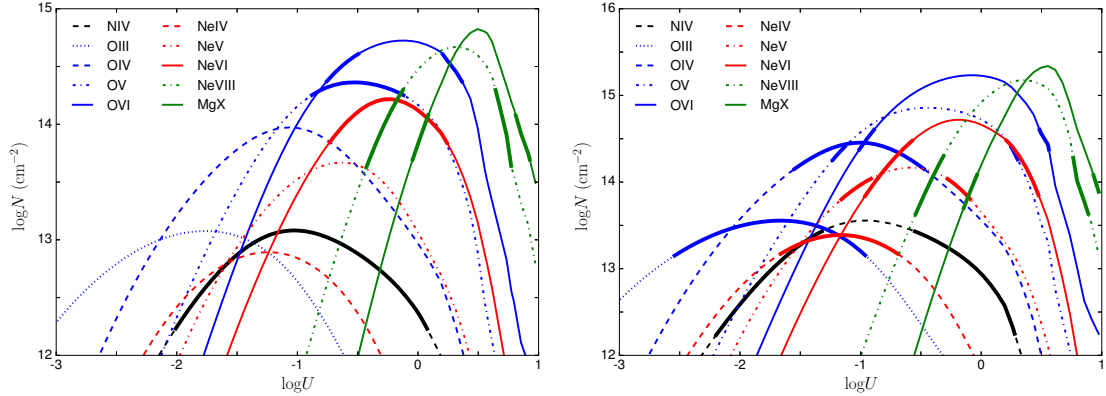 15
14
13
12
-3
-2
-1
0
1
log N (cm⁻²)
log U
NIV
OIII
OIV
OV
OVI
NeIV
NeV
NeVI
NeVIII
MgX
16
15
14
13
12
-3
-2
-1
0
1
log N (cm⁻²)
log U
NIV
OIII
OIV
OV
OVI
NeIV
NeV
NeVI
NeVIII
MgX